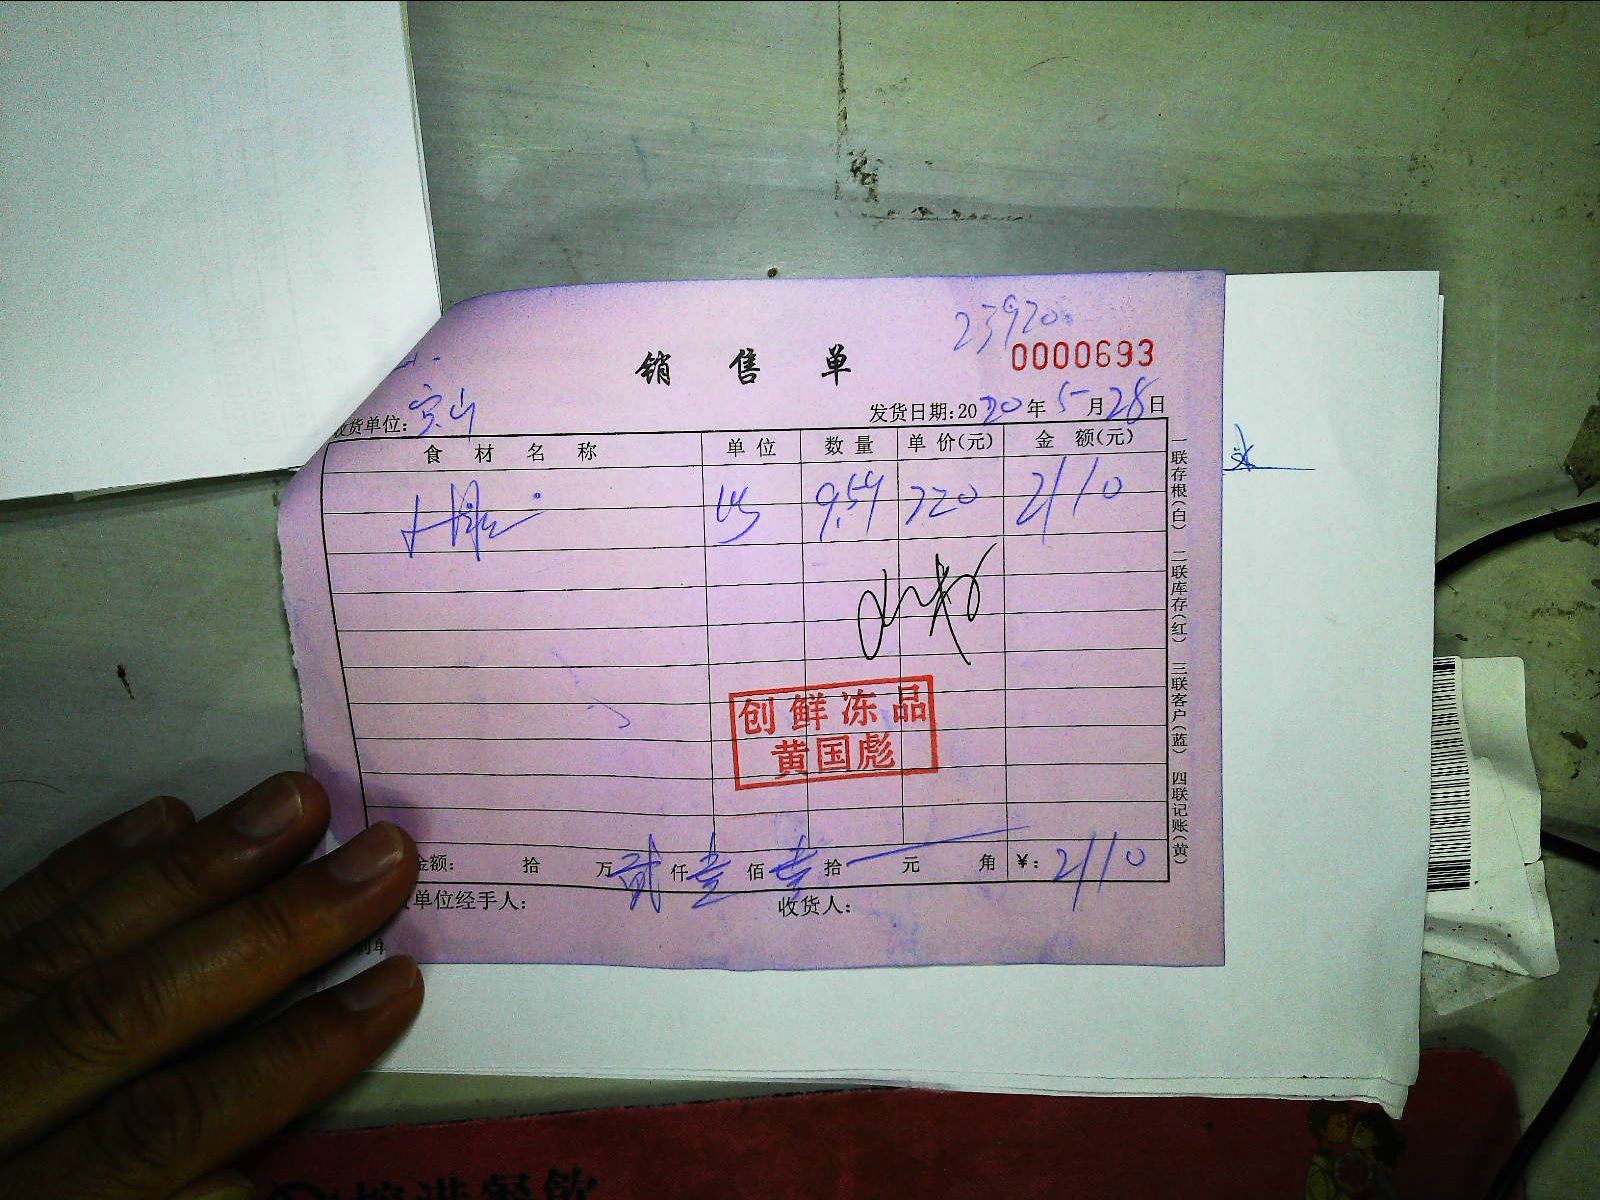 23920
销售单
0000693
收货单位：
发货日期：2020年5月28日
食材名称 单位 数量 单价(元) 金额(元)
9.59 220 2110
创鲜冻品
黄国彪
金额： 拾 万 贰 仟 壹 佰 壹 拾 元 角 ￥：2110
单位经手人： 收货人：
制单
一联存根(白) 二联库存(红) 三联客户(蓝) 四联记账(黄)